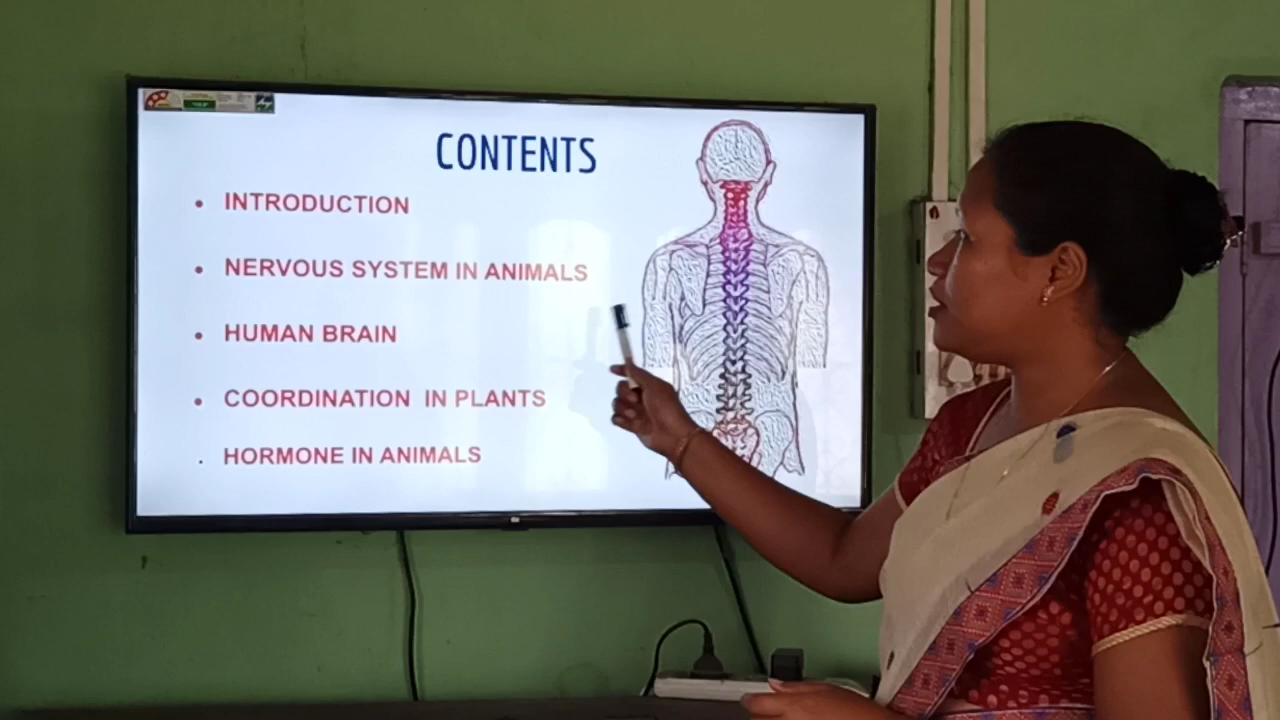 CONTENTS
• INTRODUCTION
• NERVOUS SYSTEM IN ANIMALS
• HUMAN BRAIN
• COORDINATION IN PLANTS
. HORMONE IN ANIMALS